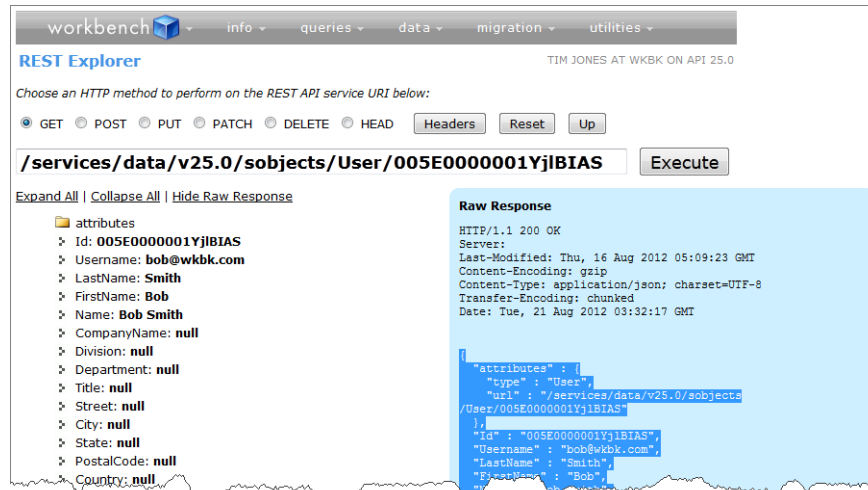 workbench info queries data migration utilities
REST Explorer
TIM JONES AT WKBK ON API 25.0
Choose an HTTP method to perform on the REST API service URI below:
GET POST PUT PATCH DELETE HEAD Headers Reset Up
/services/data/v25.0/sobjects/User/005E0000001YjlBIAS Execute
Expand All | Collapse All | Hide Raw Response
attributes
Id: 005E0000001YjlBIAS
Username: bob@wkbk.com
LastName: Smith
FirstName: Bob
Name: Bob Smith
CompanyName: null
Division: null
Department: null
Title: null
Street: null
City: null
State: null
PostalCode: null
Country: null
Raw Response
HTTP/1.1 200 OK
Server:
Last-Modified: Thu, 16 Aug 2012 05:09:23 GMT
Content-Encoding: gzip
Content-Type: application/json; charset=UTF-8
Transfer-Encoding: chunked
Date: Tue, 21 Aug 2012 03:32:17 GMT
{
"attributes" : {
"type" : "User",
"url" : "/services/data/v25.0/sobjects
/User/005E0000001YjlBIAS"
},
"Id" : "005E0000001YjlBIAS",
"Username" : "bob@wkbk.com",
"LastName" : "Smith",
"FirstName" : "Bob",